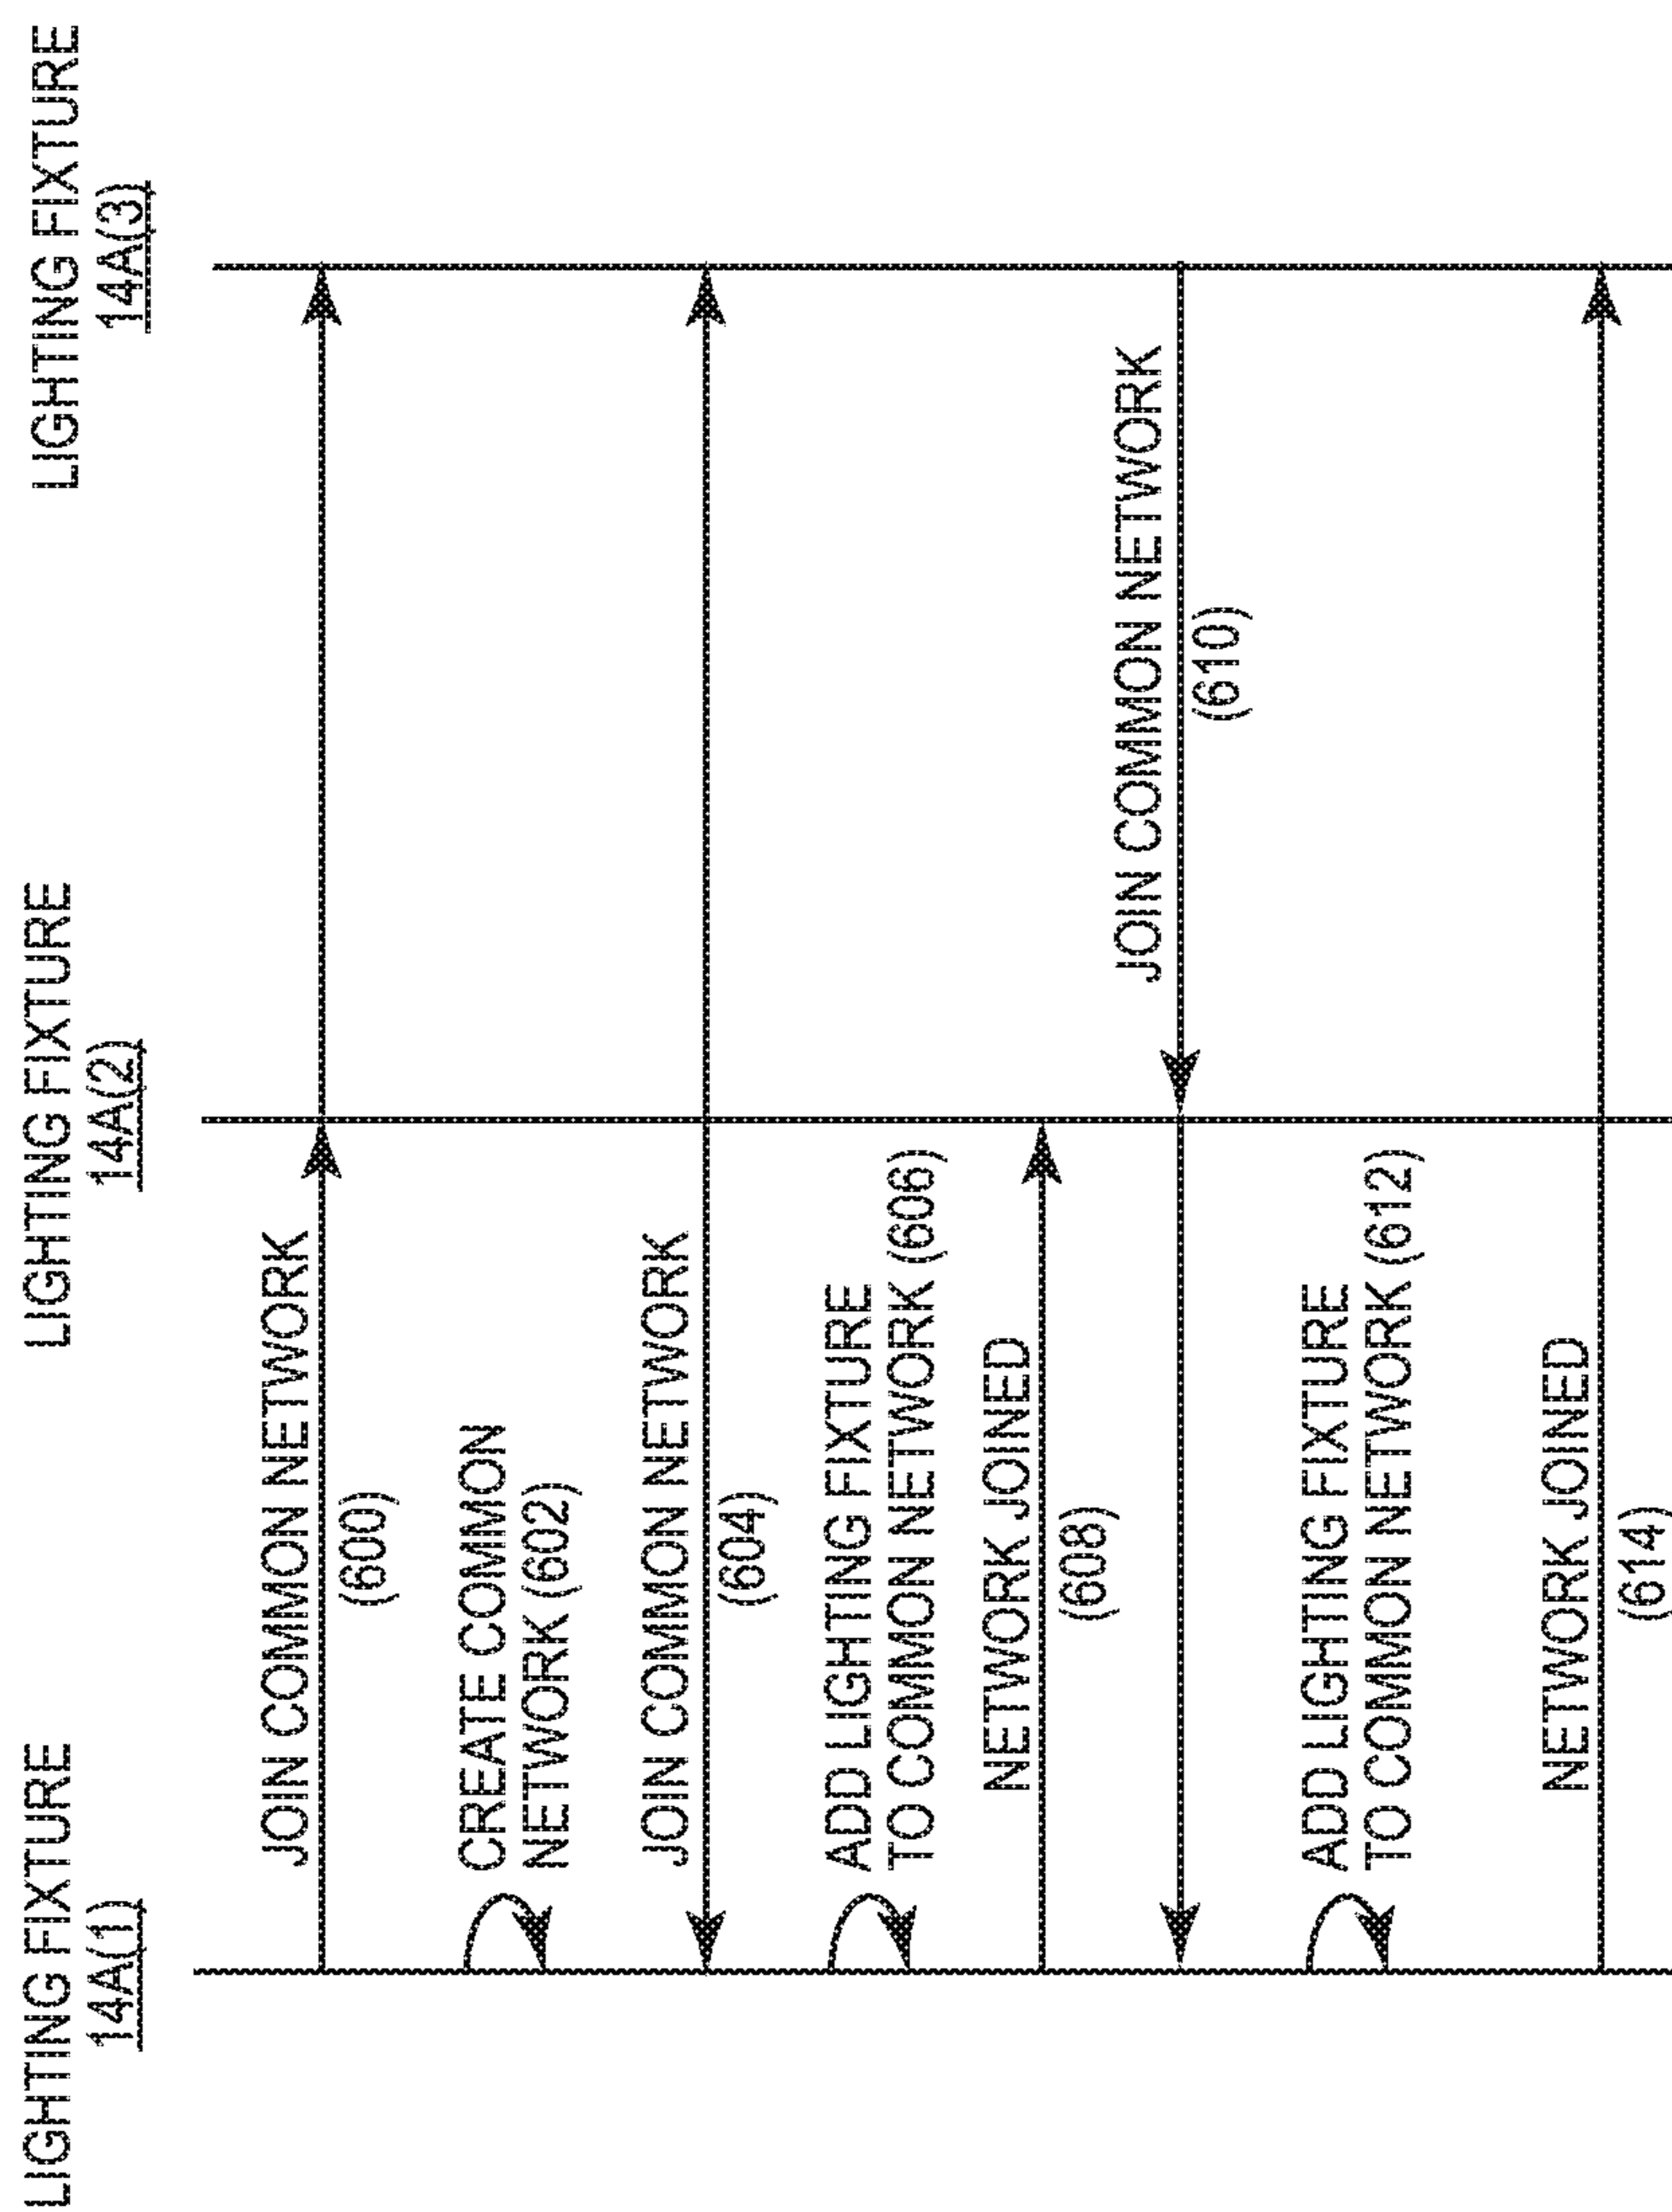 LIGHTING FIXTURE
14A(1)
LIGHTING FIXTURE
14A(2)
LIGHTING FIXTURE
14A(3)
JOIN COMMON NETWORK
(600)
CREATE COMMON
NETWORK (602)
JOIN COMMON NETWORK
(604)
ADD LIGHTING FIXTURE
TO COMMON NETWORK (606)
NETWORK JOINED
(608)
JOIN COMMON NETWORK
(610)
ADD LIGHTING FIXTURE
TO COMMON NETWORK (612)
NETWORK JOINED
(614)